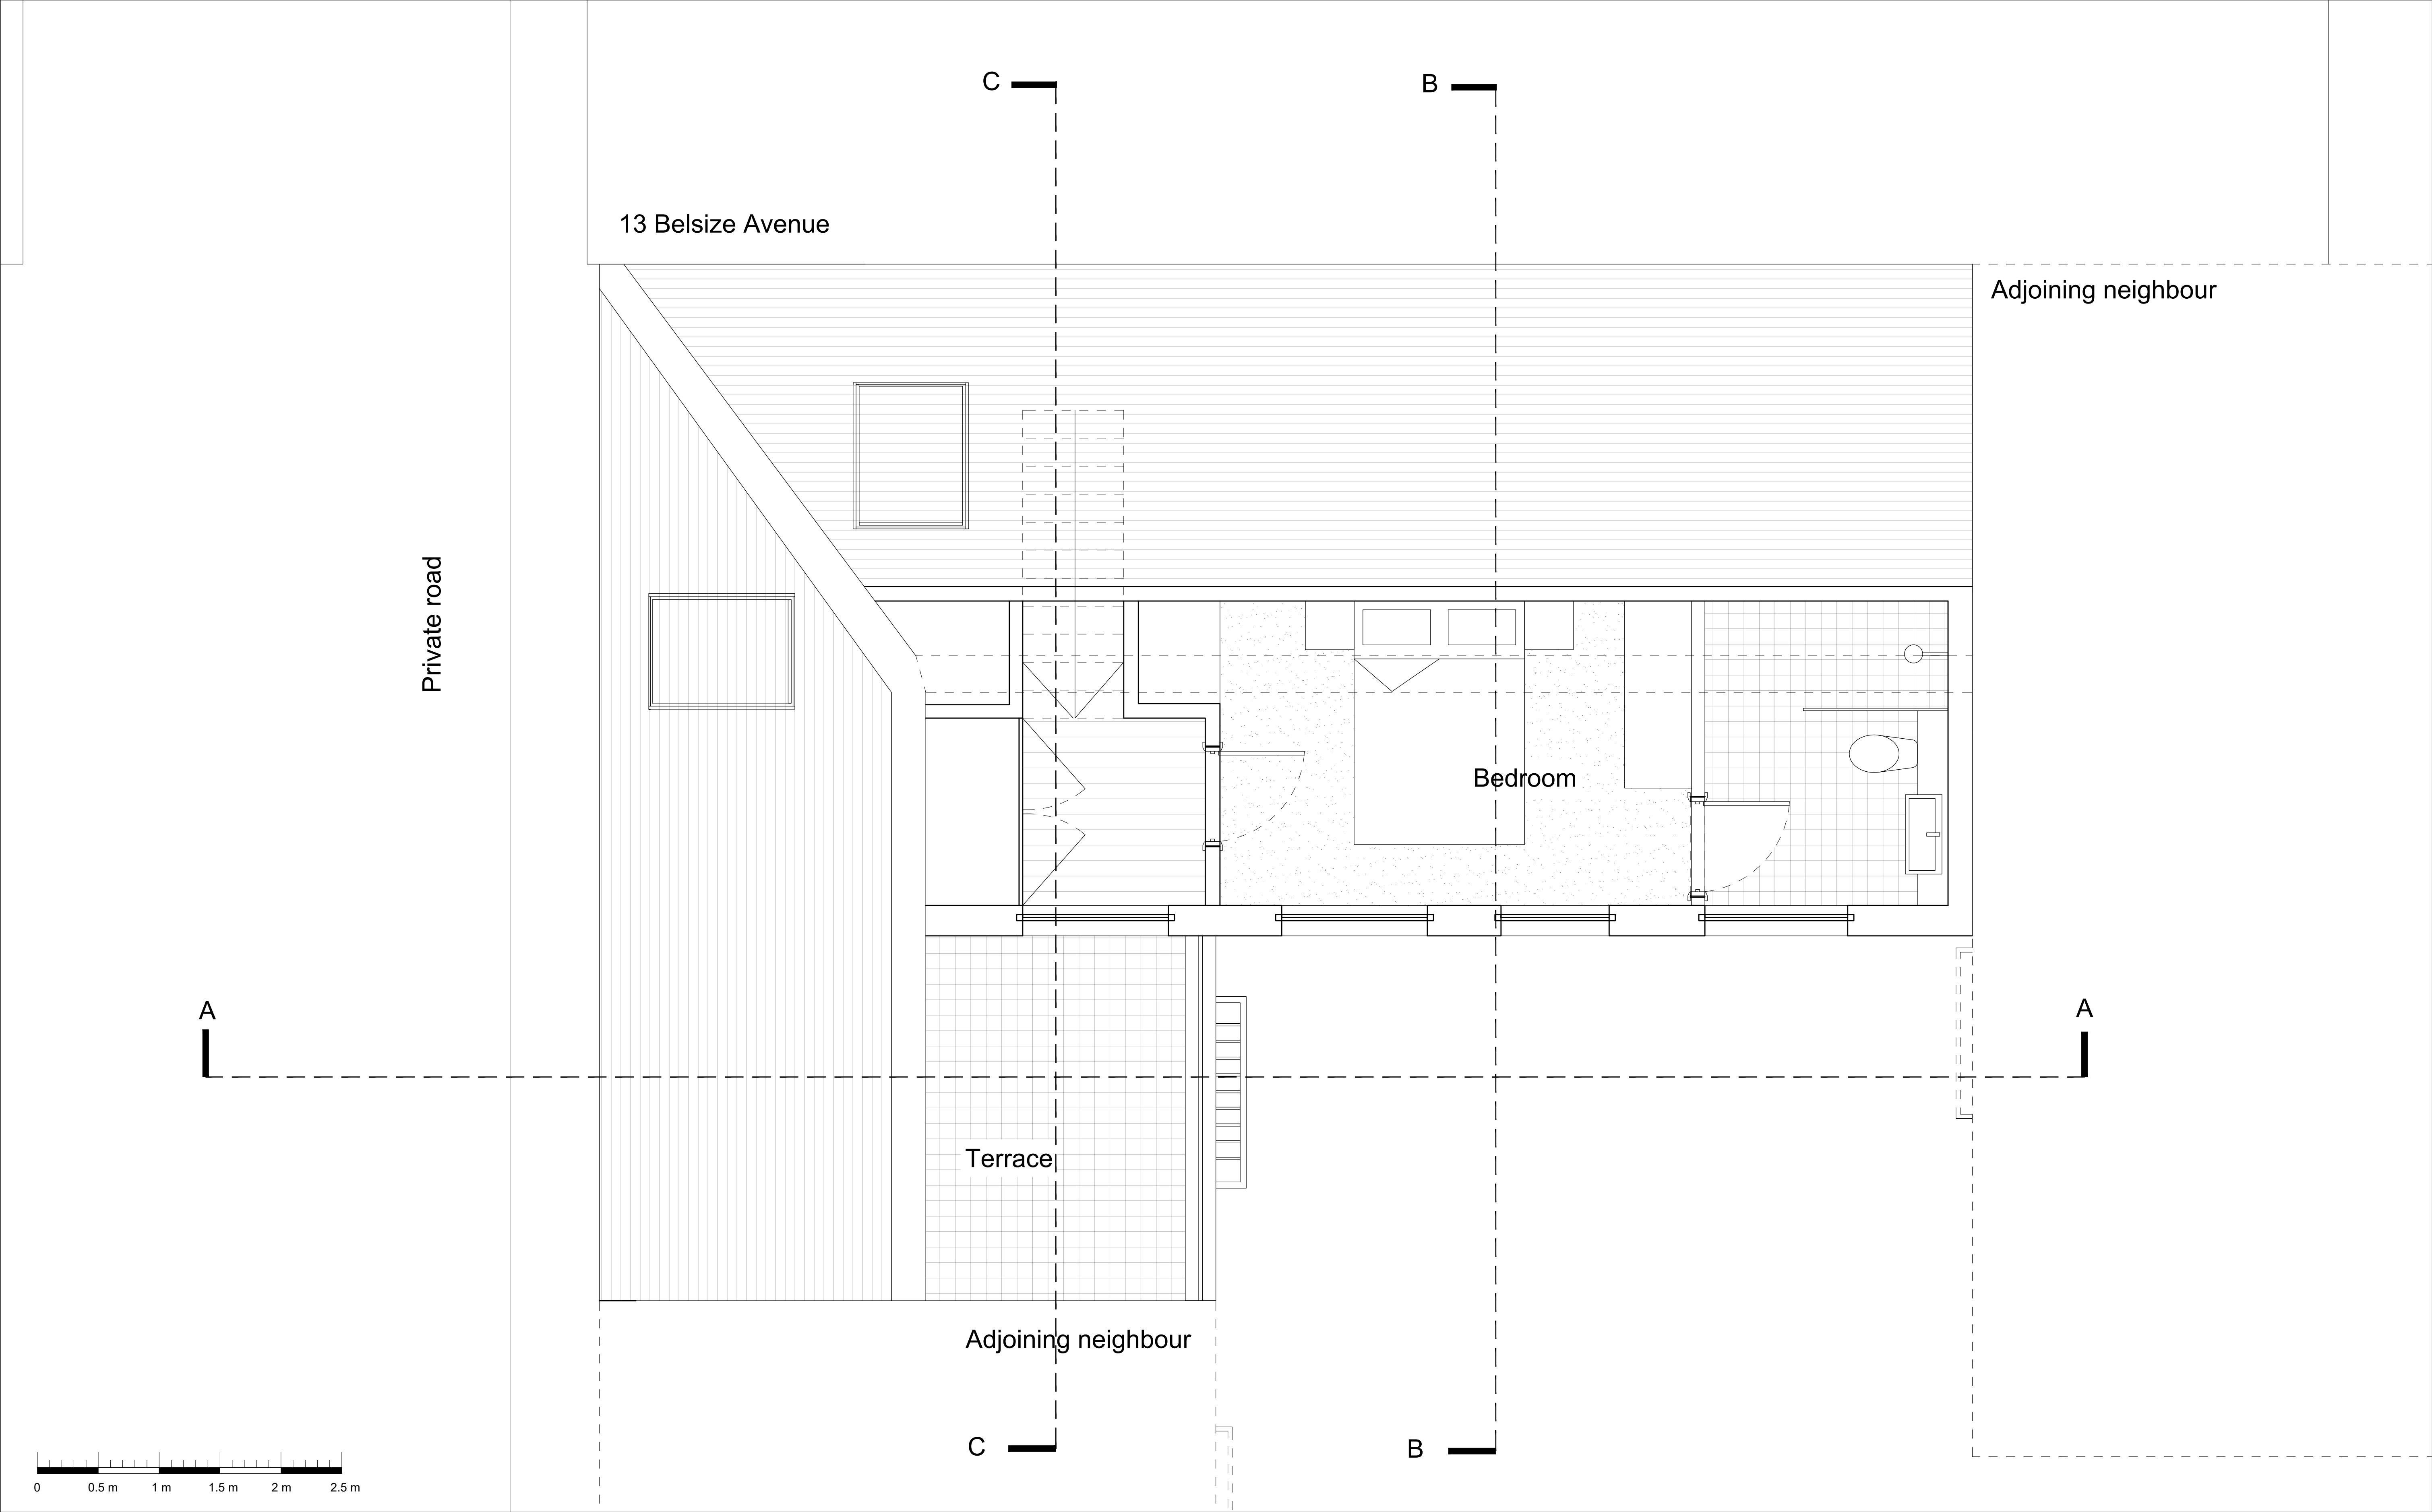 C
B
13 Belsize Avenue
Adjoining neighbour
Private road
Bedroom
A
A
Terrace
Adjoining neighbour
C
B
0 0.5 m 1 m 1.5 m 2 m 2.5 m